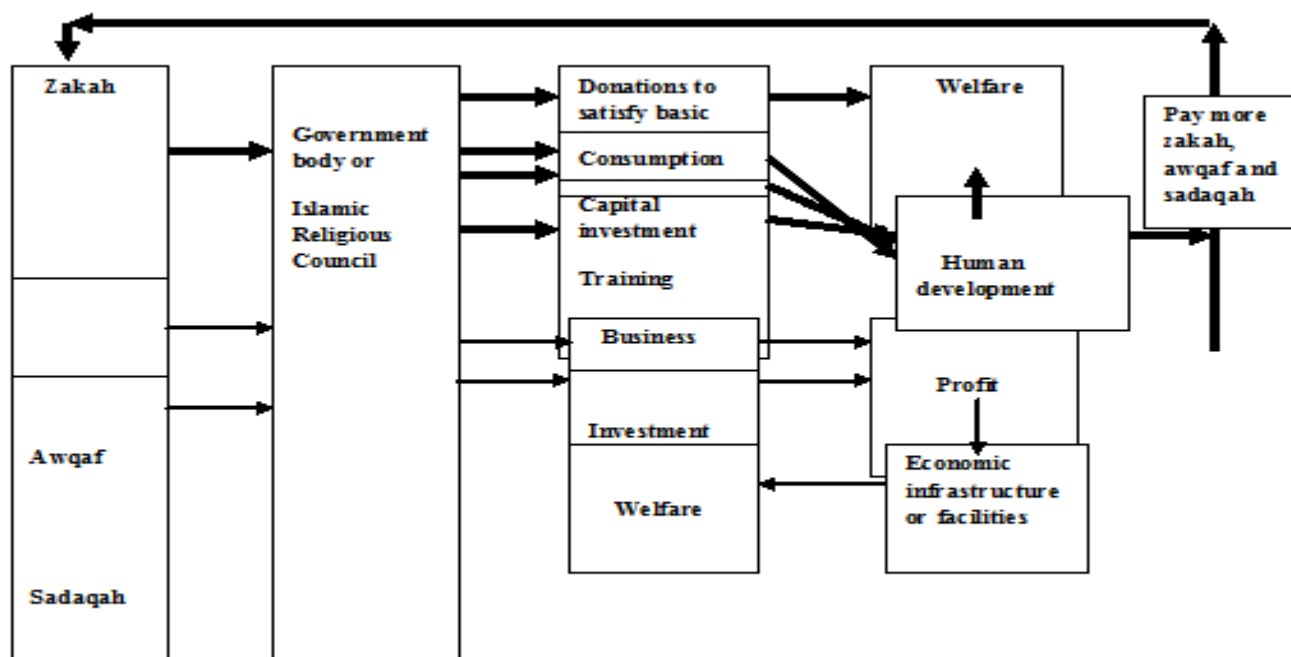 Zakah
Awqaf
Sadaqah
Government
body or
Islamic
Religious
Council
Donations to
satisfy basic
Consumption
Capital
investment
Training
Business
Investment
Welfare
Welfare
Human
development
Profit
Economic
infrastructure
or facilities
Pay more
zakah,
awqaf and
sadaqah